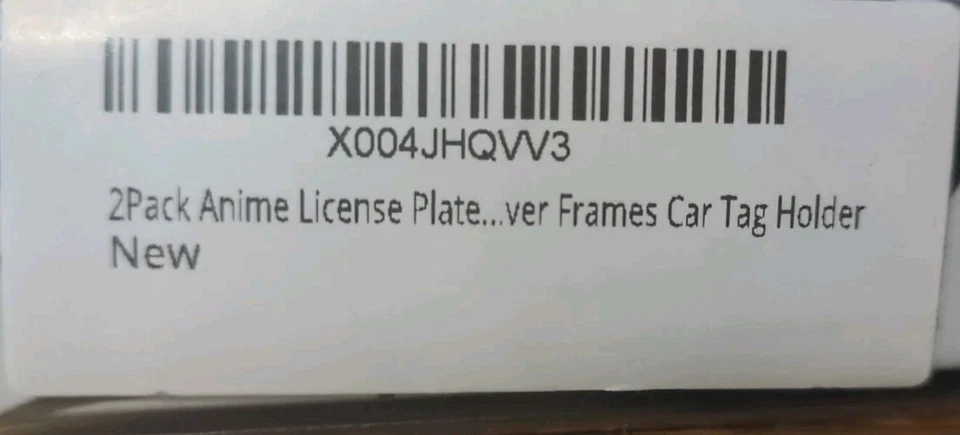 X004JHQVV3
2Pack Anime License Plate...ver Frames Car Tag Holder
New